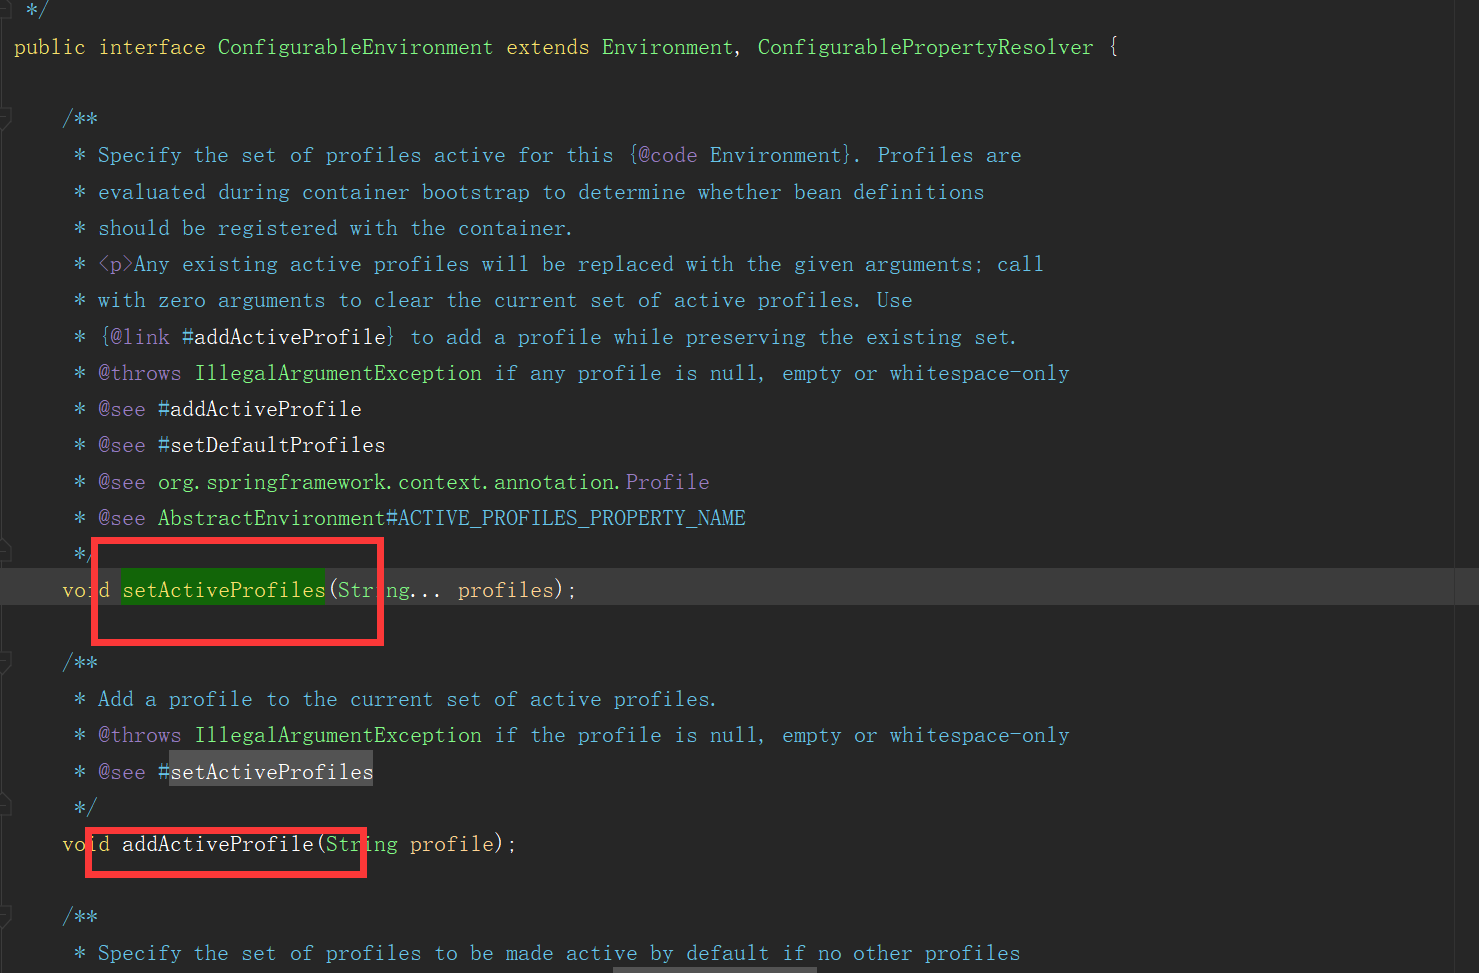 */
public interface ConfigurableEnvironment extends Environment, ConfigurablePropertyResolver {
/**
* Specify the set of profiles active for this {@code Environment}. Profiles are
* evaluated during container bootstrap to determine whether bean definitions
* should be registered with the container.
* <p>Any existing active profiles will be replaced with the given arguments; call
* with zero arguments to clear the current set of active profiles. Use
* {@link #addActiveProfile} to add a profile while preserving the existing set.
* @throws IllegalArgumentException if any profile is null, empty or whitespace-only
* @see #addActiveProfile
* @see #setDefaultProfiles
* @see org.springframework.context.annotation.Profile
* @see AbstractEnvironment#ACTIVE_PROFILES_PROPERTY_NAME
*/
void setActiveProfiles(String... profiles);
/**
* Add a profile to the current set of active profiles.
* @throws IllegalArgumentException if the profile is null, empty or whitespace-only
* @see #setActiveProfiles
*/
void addActiveProfile(String profile);
/**
* Specify the set of profiles to be made active by default if no other profiles